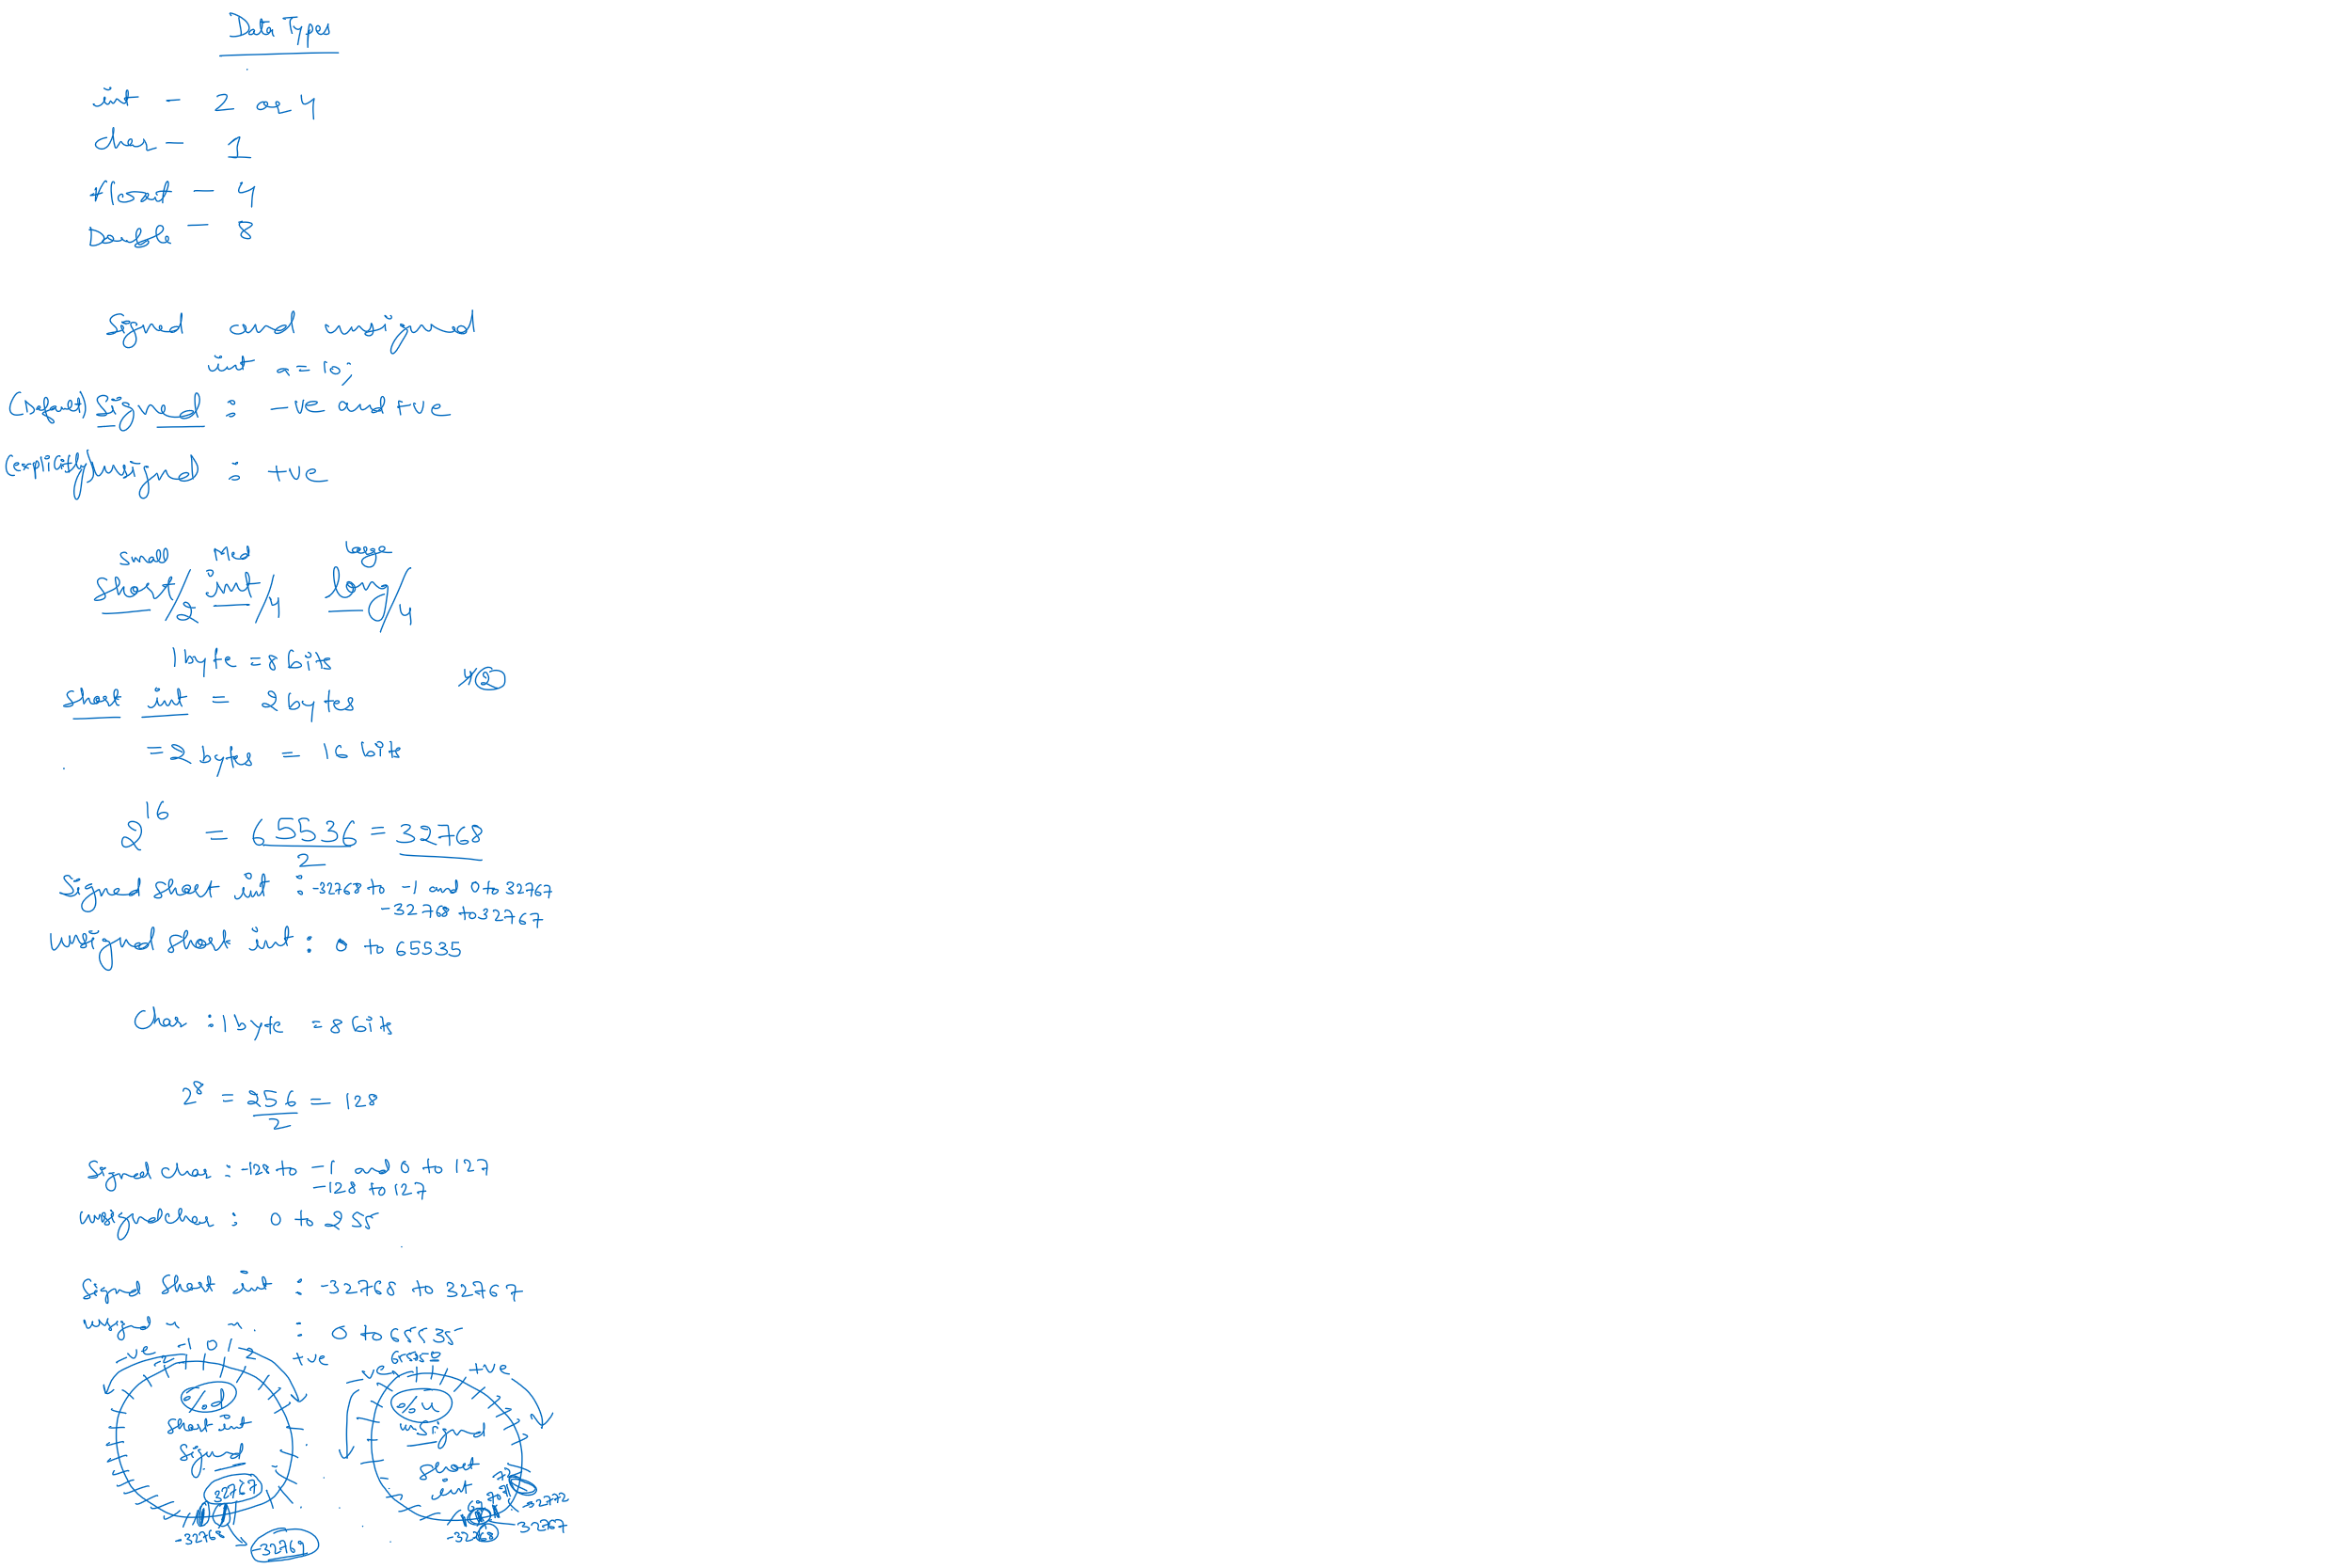 Data Types
int - 2 or 4
char - 1
float - 4
Double - 8
Signed and unsigned
int a = 10;
(Default) Signed : -ve and +ve
(explicitly) unsigned : +ve
small Med large
short/2 int/4 long/4
1 byte = 8 bits
short int = 2 bytes
= 2 bytes = 16 bits
2^16 = 65536/2 = 32768
Signed short int : -32768 to -1 and 0 to 32767
-32768 to 32767
unsigned short int : 0 to 65535
Char : 1 byte = 8 bits
2^8 = 256/2 = 128
Signed char : -128 to -1 and 0 to 127
-128 to 127
unsigned char : 0 to 255
Signed short int : -32768 to 32767
unsigned " " : 0 to 65535
-ve -2 -1 0 1 2 +ve
%d
short int
Signed
32767
-32768
-32769
-ve 65535 0 +ve
%u
unsigned
short
int
-32772
-32767
-32768